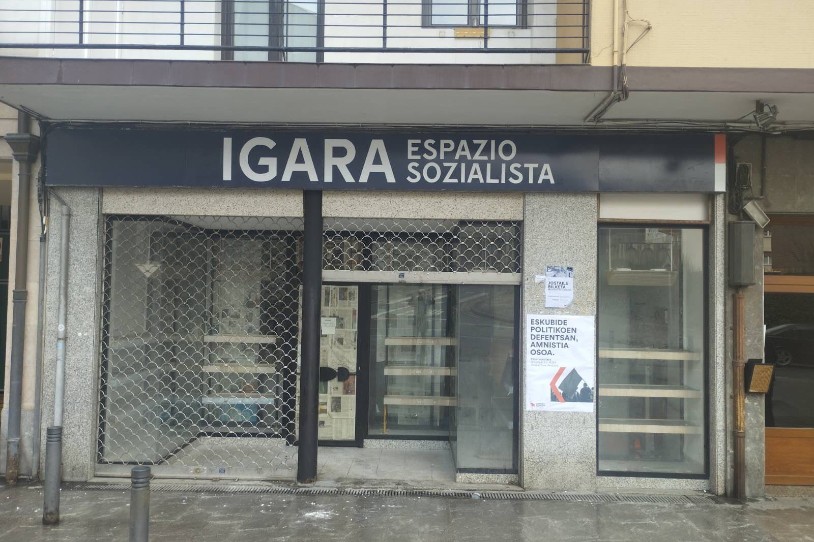 IGARA ESPAZIO
SOZIALISTA
ESKUBIDE
POLITIKOEN
DEFENTSAN,
AMNISTIA
OSOA.